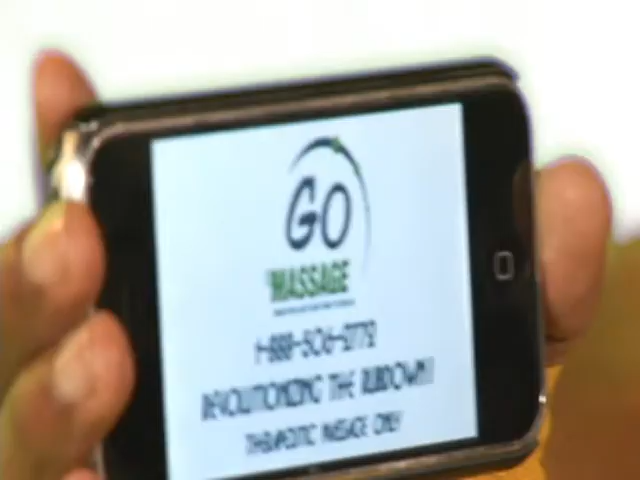 GO
MASSAGE
REVOLUTIONIZING THE RUBDOWN!
THERAPEUTIC MASSAGE ONLY